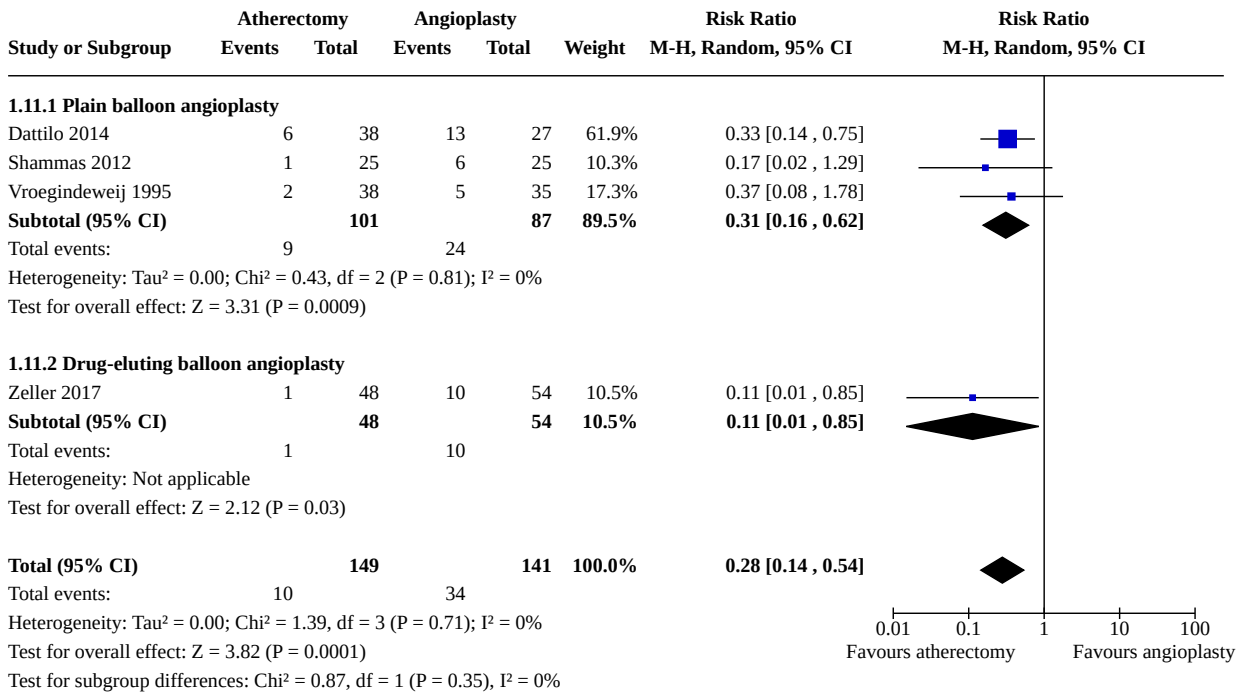 Atherectomy Angioplasty Risk Ratio Risk Ratio
Study or Subgroup Events Total Events Total Weight M-H, Random, 95% CI M-H, Random, 95% CI
1.11.1 Plain balloon angioplasty
Dattilo 2014 6 38 13 27 61.9% 0.33 [0.14 , 0.75]
Shammas 2012 1 25 6 25 10.3% 0.17 [0.02 , 1.29]
Vroegindeweij 1995 2 38 5 35 17.3% 0.37 [0.08 , 1.78]
Subtotal (95% CI) 101 87 89.5% 0.31 [0.16 , 0.62]
Total events: 9 24
Heterogeneity: Tau² = 0.00; Chi² = 0.43, df = 2 (P = 0.81); I² = 0%
Test for overall effect: Z = 3.31 (P = 0.0009)
1.11.2 Drug-eluting balloon angioplasty
Zeller 2017 1 48 10 54 10.5% 0.11 [0.01 , 0.85]
Subtotal (95% CI) 48 54 10.5% 0.11 [0.01 , 0.85]
Total events: 1 10
Heterogeneity: Not applicable
Test for overall effect: Z = 2.12 (P = 0.03)
Total (95% CI) 149 141 100.0% 0.28 [0.14 , 0.54]
Total events: 10 34
Heterogeneity: Tau² = 0.00; Chi² = 1.39, df = 3 (P = 0.71); I² = 0%
0.01 0.1 1 10 100
Test for overall effect: Z = 3.82 (P = 0.0001) Favours atherectomy Favours angioplasty
Test for subgroup differences: Chi² = 0.87, df = 1 (P = 0.35), I² = 0%